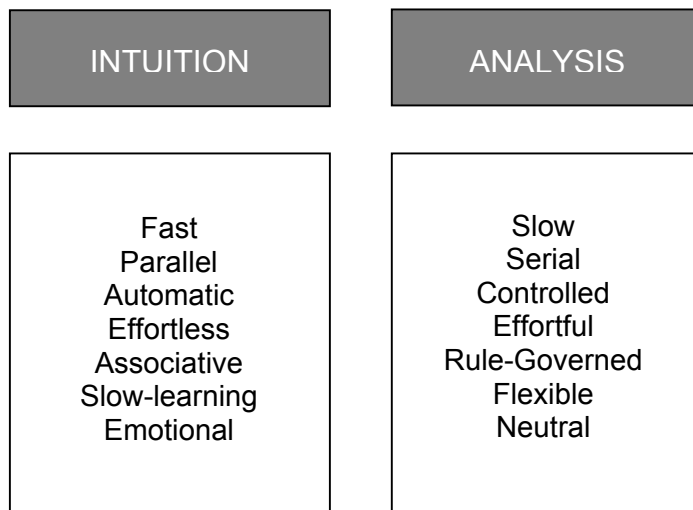 INTUITION
ANALYSIS
Fast
Parallel
Automatic
Effortless
Associative
Slow-learning
Emotional
Slow
Serial
Controlled
Effortful
Rule-Governed
Flexible
Neutral